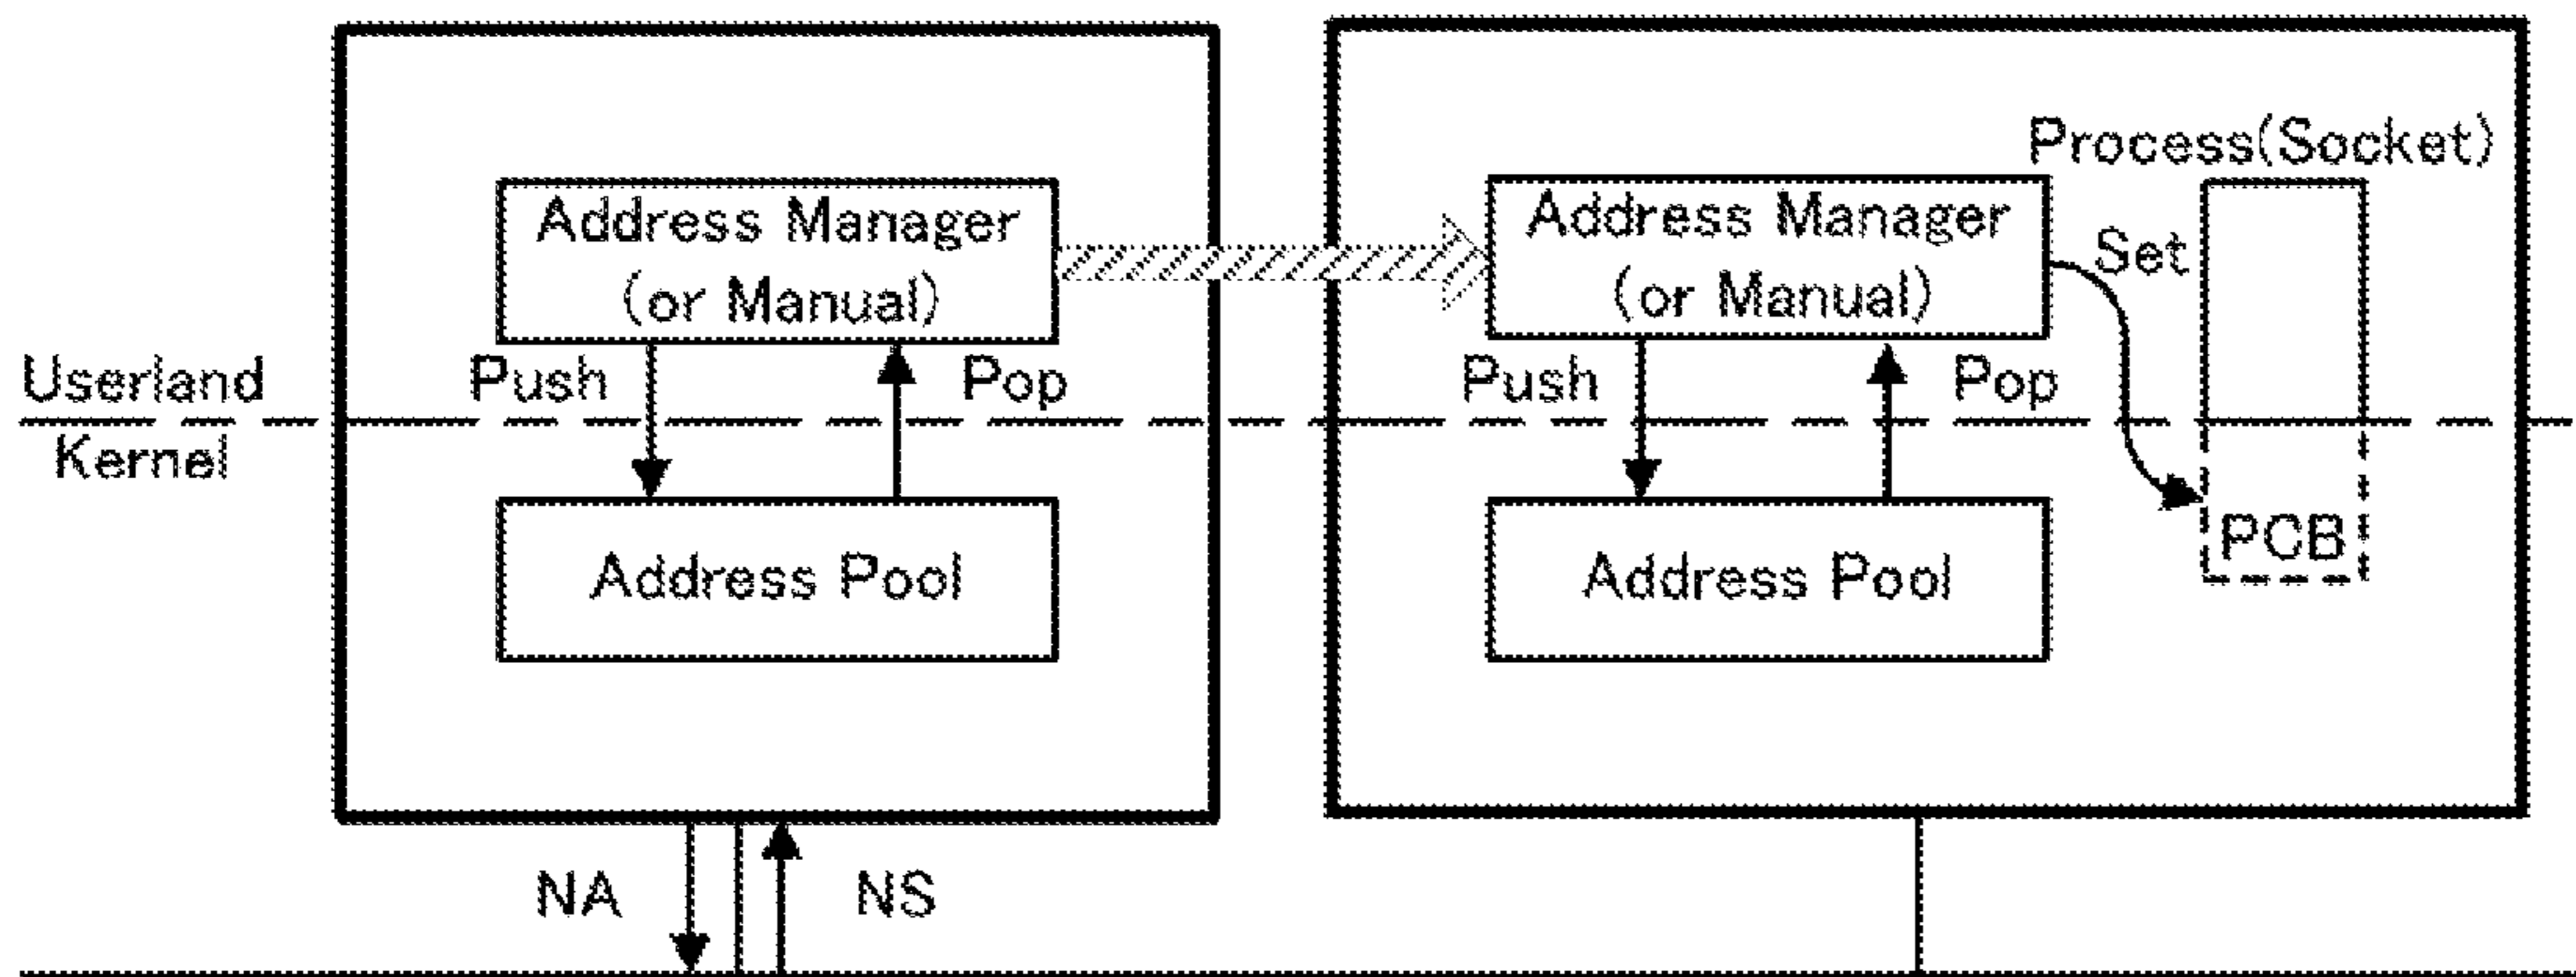 Process(Socket)
Address Manager
(or Manual)
Address Manager
(or Manual)
Set
Userland
Push
Pop
Push
Pop
Kernel
Address Pool
Address Pool
PCB
NA
NS